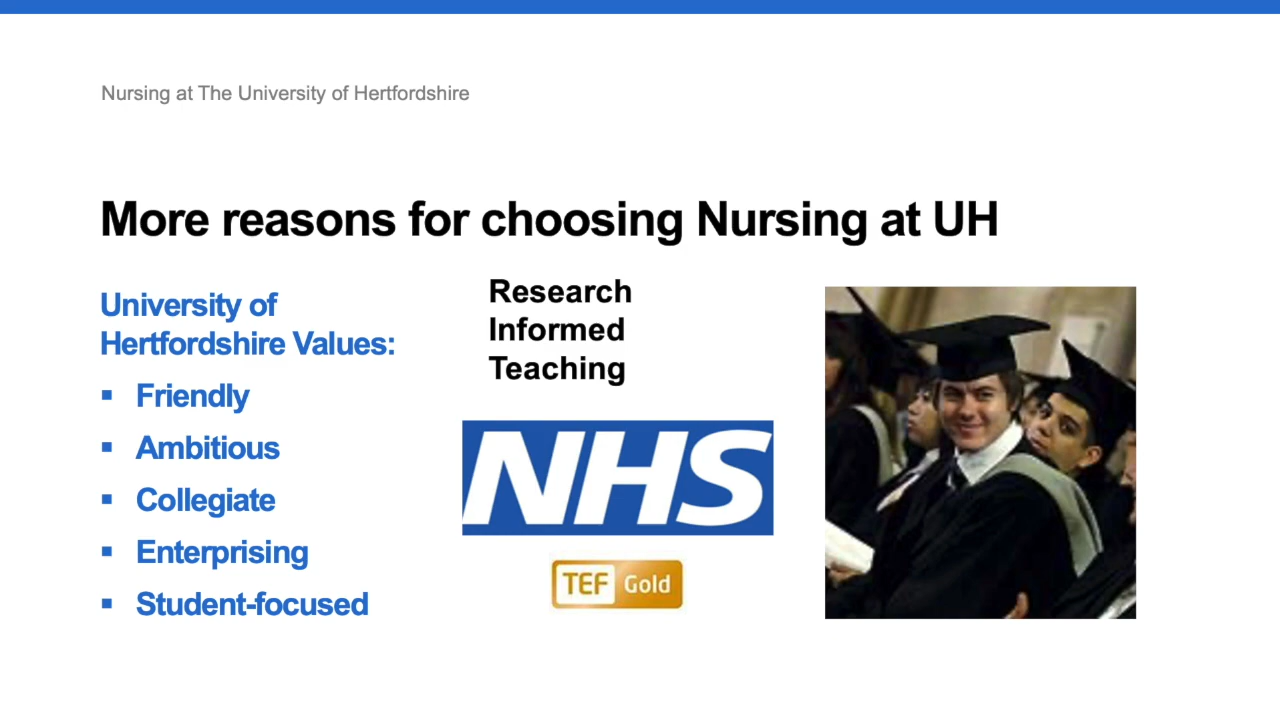 Nursing at The University of Hertfordshire
More reasons for choosing Nursing at UH
University of
Hertfordshire Values:
▪ Friendly
▪ Ambitious
▪ Collegiate
▪ Enterprising
▪ Student-focused
Research
Informed
Teaching
NHS
TEF Gold